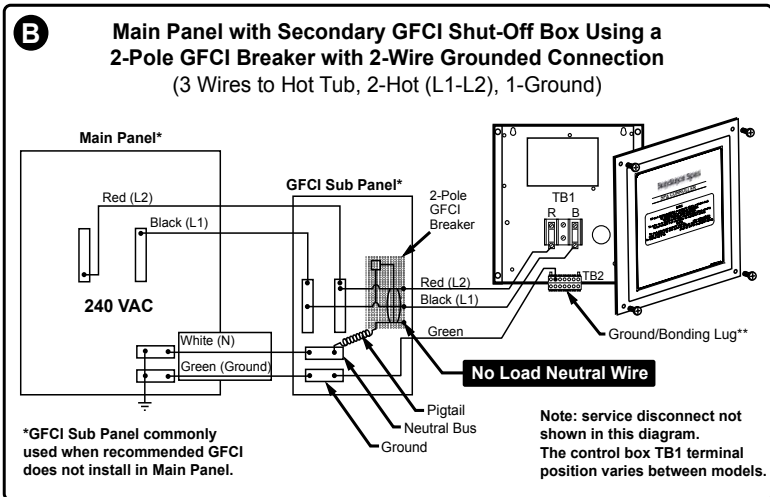 B
Main Panel with Secondary GFCI Shut-Off Box Using a
2-Pole GFCI Breaker with 2-Wire Grounded Connection
(3 Wires to Hot Tub, 2-Hot (L1-L2), 1-Ground)
Main Panel*
Red (L2)
Black (L1)
240 VAC
White (N)
Green (Ground)
GFCI Sub Panel*
2-Pole
GFCI
Breaker
Red (L2)
Black (L1)
Green
TB1
R B
TB2
Sundance Spas
Ground/Bonding Lug**
No Load Neutral Wire
Pigtail
Neutral Bus
Ground
*GFCI Sub Panel commonly
used when recommended GFCI
does not install in Main Panel.
Note: service disconnect not
shown in this diagram.
The control box TB1 terminal
position varies between models.